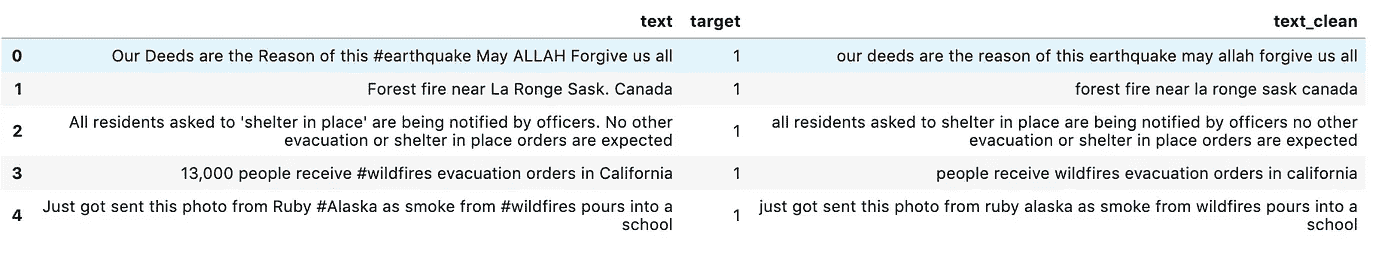 text target text_clean
0 Our Deeds are the Reason of this #earthquake May ALLAH Forgive us all 1 our deeds are the reason of this earthquake may allah forgive us all
1 Forest fire near La Ronge Sask. Canada 1 forest fire near la ronge sask canada
2 All residents asked to 'shelter in place' are being notified by officers. No other 1 all residents asked to shelter in place are being notified by officers no other
evacuation or shelter in place orders are expected evacuation or shelter in place orders are expected
3 13,000 people receive #wildfires evacuation orders in California 1 people receive wildfires evacuation orders in california
4 Just got sent this photo from Ruby #Alaska as smoke from #wildfires pours into a 1 just got sent this photo from ruby alaska as smoke from wildfires pours into a
school school